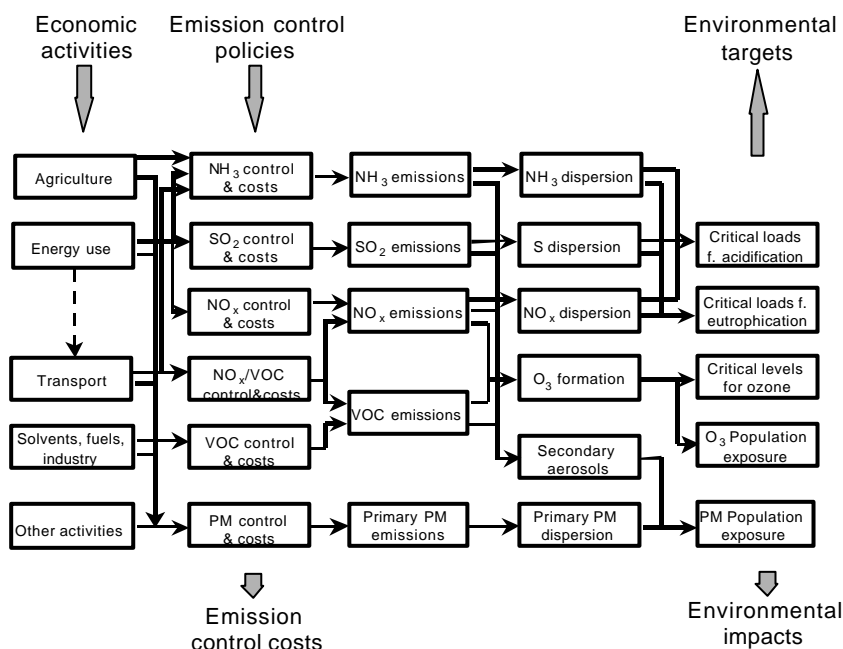 Economic
activities
Emission control
policies
Environmental
targets
Agriculture
NH3 control
& costs
NH3 emissions
NH3 dispersion
Energy use
SO2 control
& costs
SO2 emissions
S dispersion
Critical loads
f. acidification
NOx control
& costs
NOx emissions
NOx dispersion
Critical loads f.
eutrophication
Transport
NOx/VOC
control&costs
VOC emissions
O3 formation
Critical levels
for ozone
Solvents, fuels,
industry
VOC control
& costs
Secondary
aerosols
O3 Population
exposure
Other activities
PM control
& costs
Primary PM
emissions
Primary PM
dispersion
PM Population
exposure
Emission
control costs
Environmental
impacts